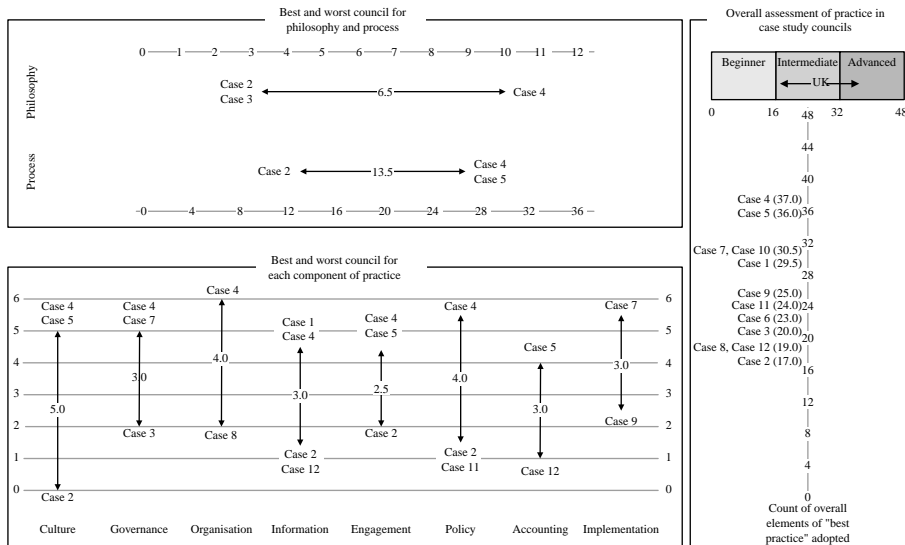 Best and worst council for
philosophy and process
0 1 2 3 4 5 6 7 8 9 10 11 12
Philosophy
Case 2
Case 3
6.5
Case 4
Process
Case 2
13.5
Case 4
Case 5
0 4 8 12 16 20 24 28 32 36
Best and worst council for
each component of practice
6
5
4
3
2
1
0
Case 4
Case 5
5.0
Case 2
Case 4
Case 7
3.0
Case 3
Case 4
4.0
Case 8
Case 1
Case 4
3.0
Case 2
Case 12
Case 4
Case 5
2.5
Case 2
Case 4
4.0
Case 2
Case 11
Case 5
3.0
Case 12
Case 7
3.0
Case 9
6
5
4
3
2
1
0
Culture Governance Organisation Information Engagement Policy Accounting Implementation
Overall assessment of practice in
case study councils
Beginner Intermediate Advanced
UK
0 16 32 48
48
44
40
Case 4 (37.0)
Case 5 (36.0) 36
32
Case 7, Case 10 (30.5)
Case 1 (29.5)
28
Case 9 (25.0)
Case 11 (24.0) 24
Case 6 (23.0)
Case 3 (20.0) 20
Case 8, Case 12 (19.0)
Case 2 (17.0)
16
12
8
4
0
Count of overall
elements of "best
practice" adopted